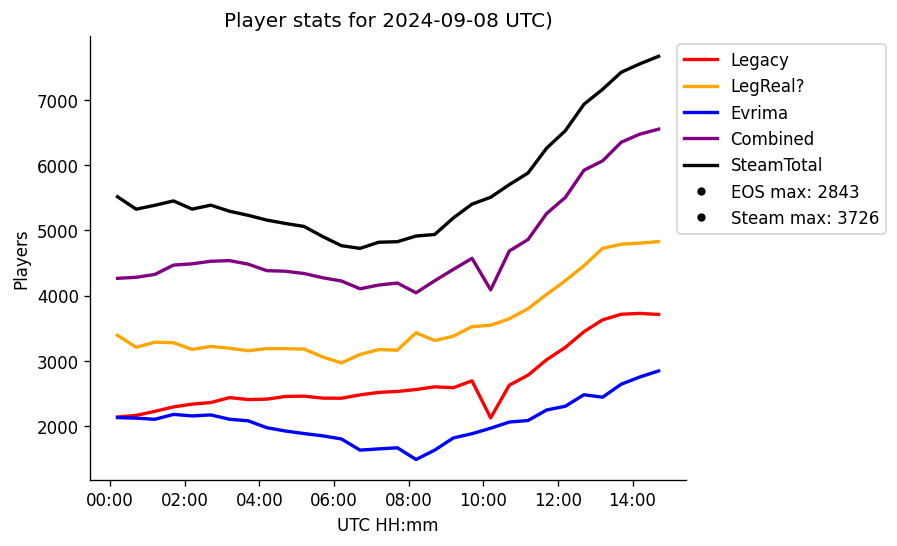 Player stats for 2024-09-08 UTC)
Legacy
LegReal?
Evrima
Combined
SteamTotal
EOS max: 2843
Steam max: 3726
Players
7000
6000
5000
4000
3000
2000
00:00 02:00 04:00 06:00 08:00 10:00 12:00 14:00
UTC HH:mm